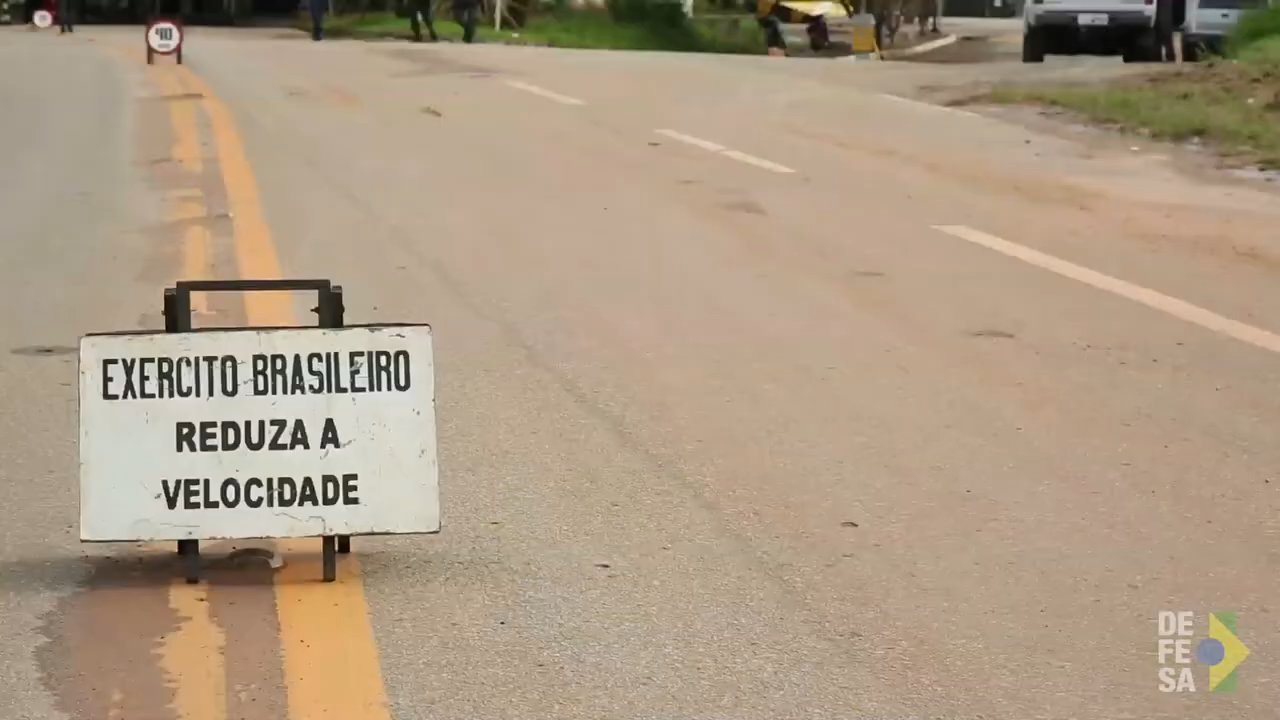 40
EXERCITO BRASILEIRO
REDUZA A
VELOCIDADE
DE
FE
SA